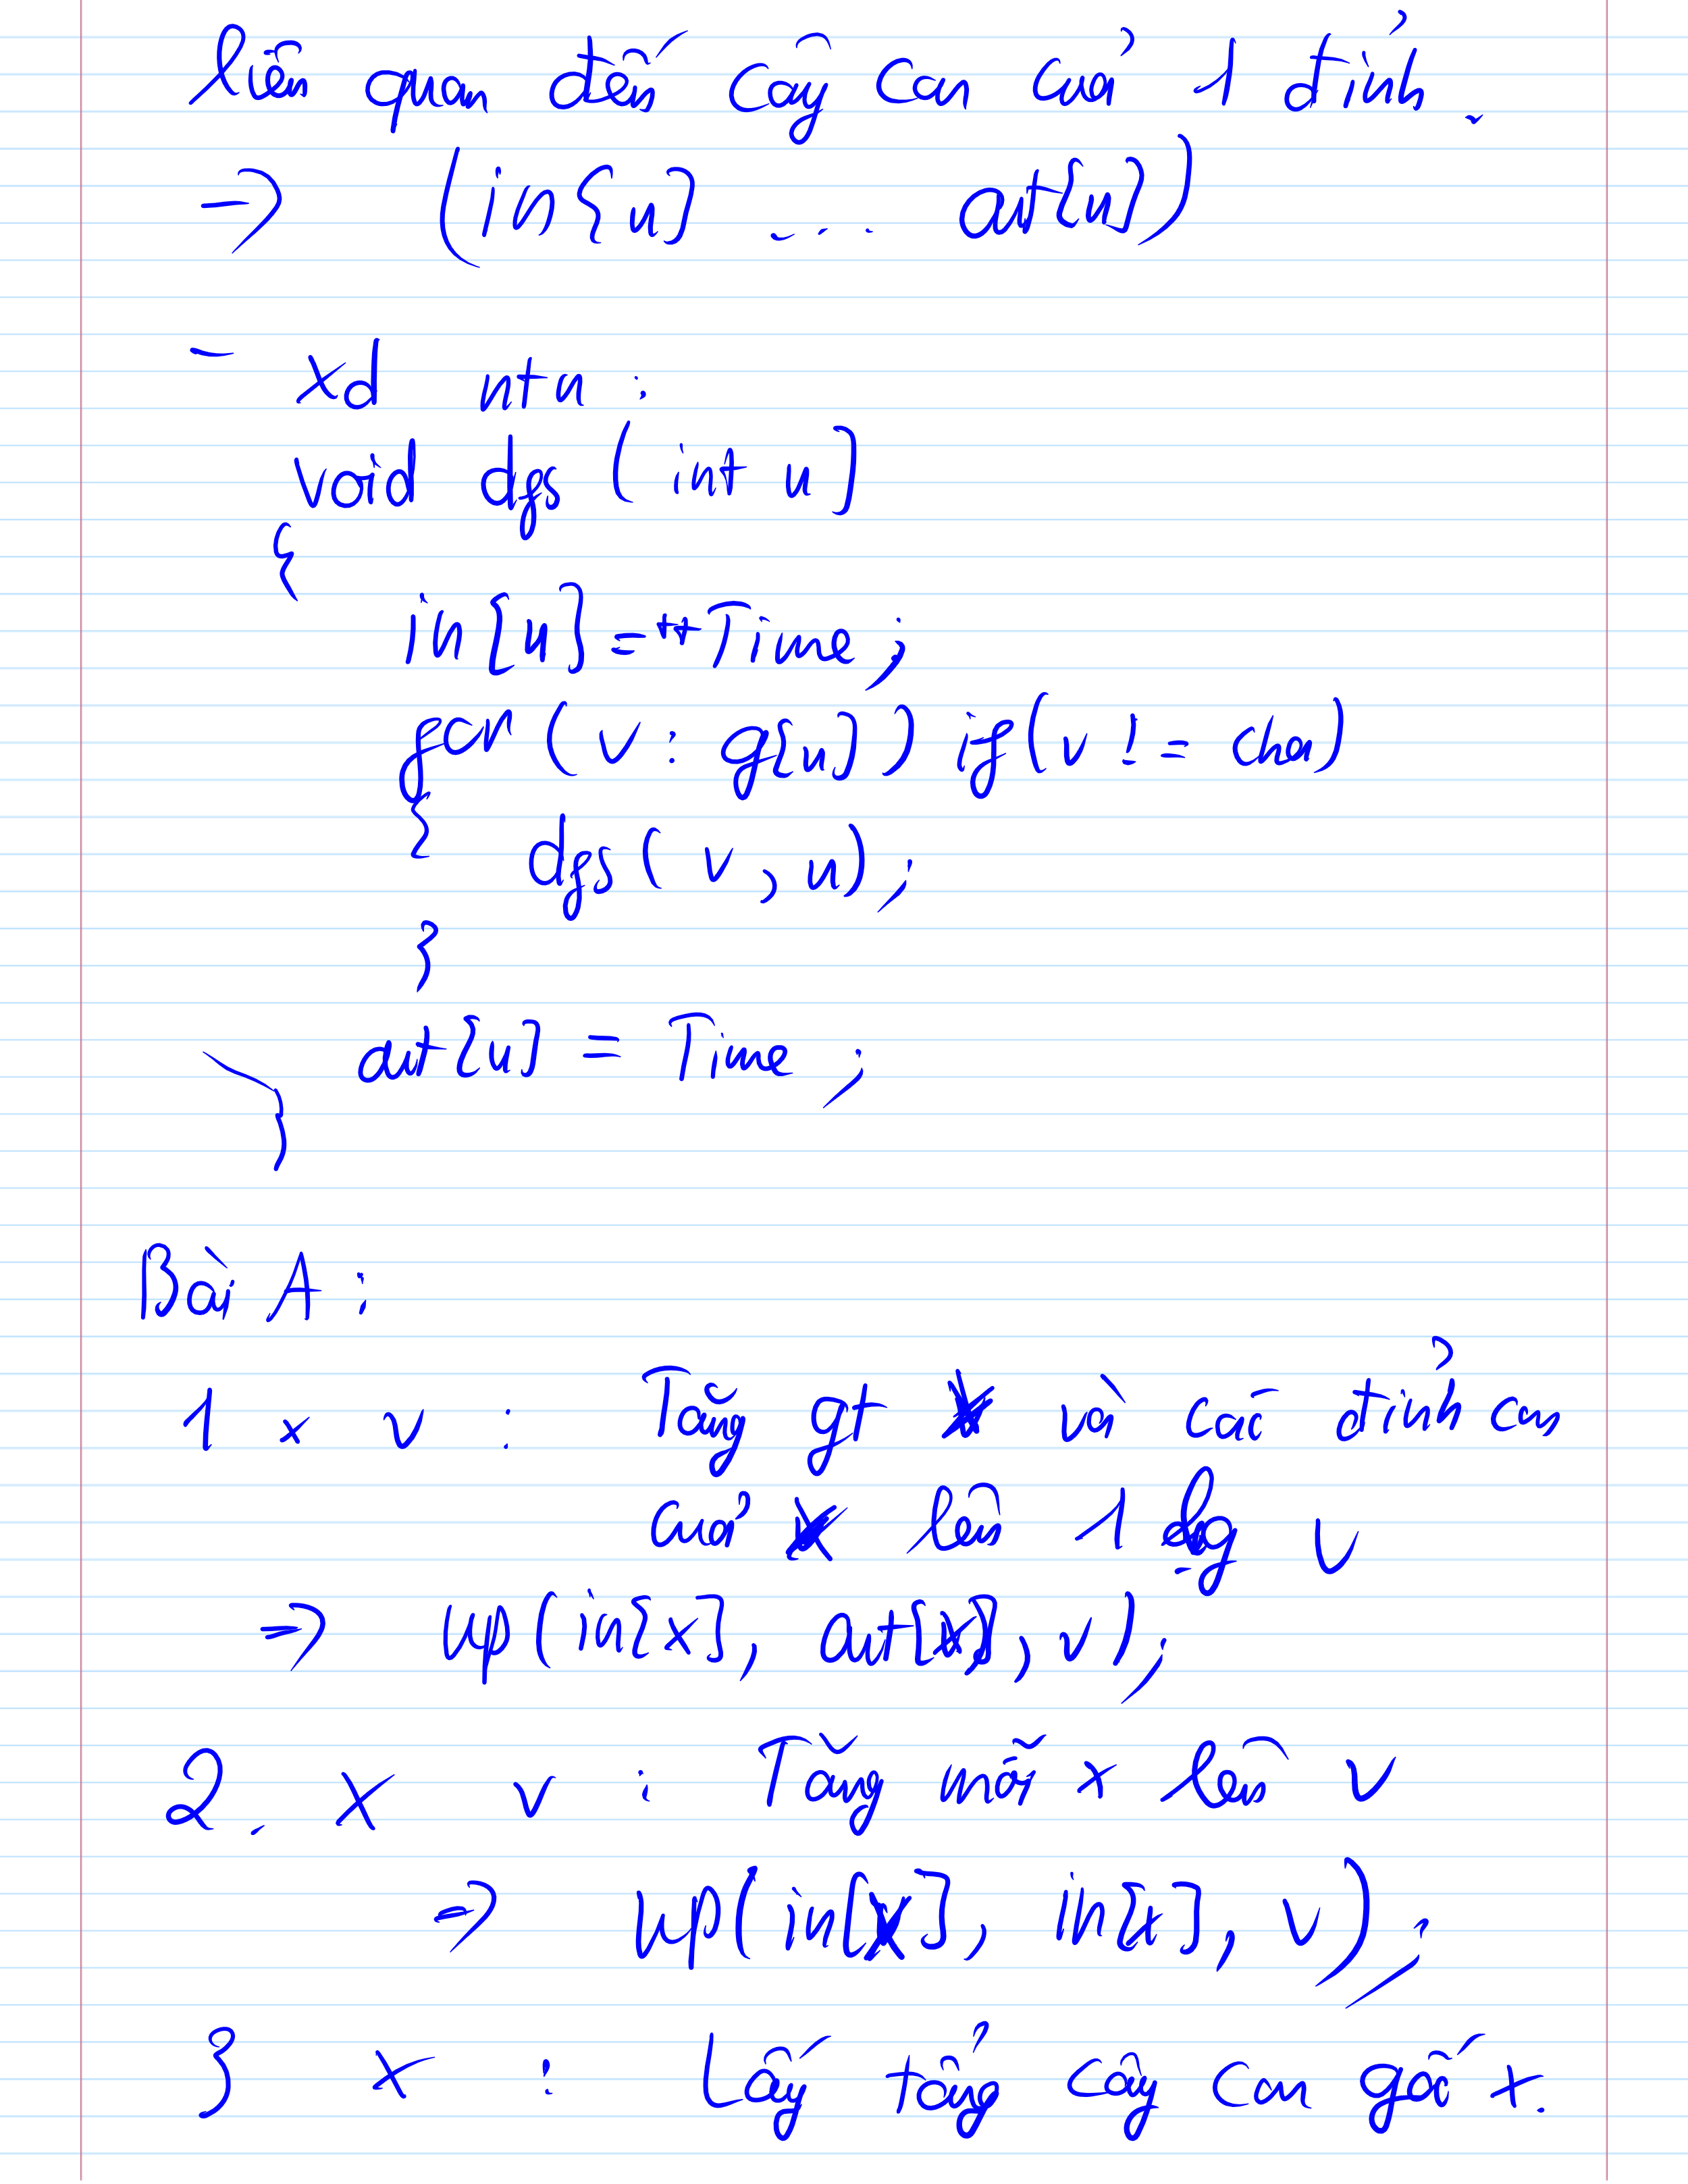 liên quan đến cây con của 1 đỉnh.
=> (in[u] .... out[u])
- xd ntn :
void dfs (int u)
{
in[u] = ++Time;
for (v : g[u]) if (v != cha)
{
dfs(v, u);
}
out[u] = Time;
}
Bài A :
1 x v : Tăng gt x và các đỉnh con
của x lên 1 lg v
=> up(in[x], out[x], v);
2. x v : Tăng mỗi x lên v
=> up(in[x], in[x], v);
3 x : Lấy tổng cây con gốc x.